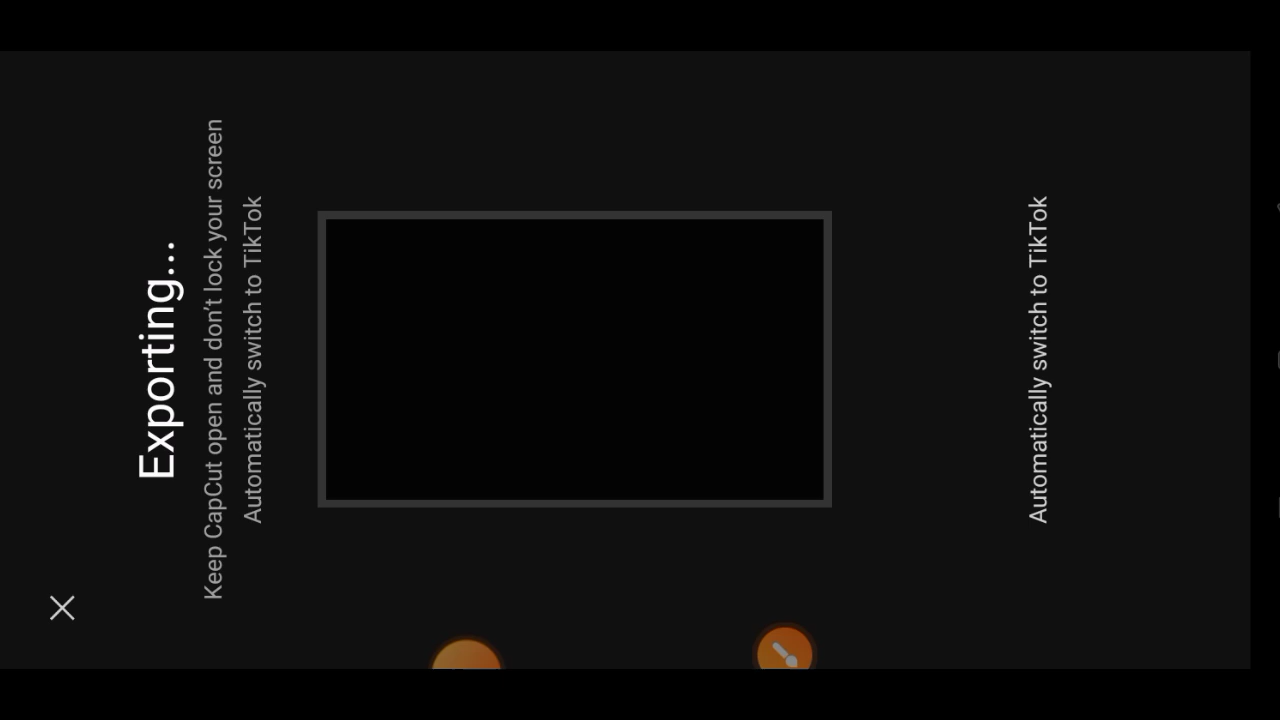 Exporting...
Keep CapCut open and don't lock your screen
Automatically switch to TikTok
Automatically switch to TikTok